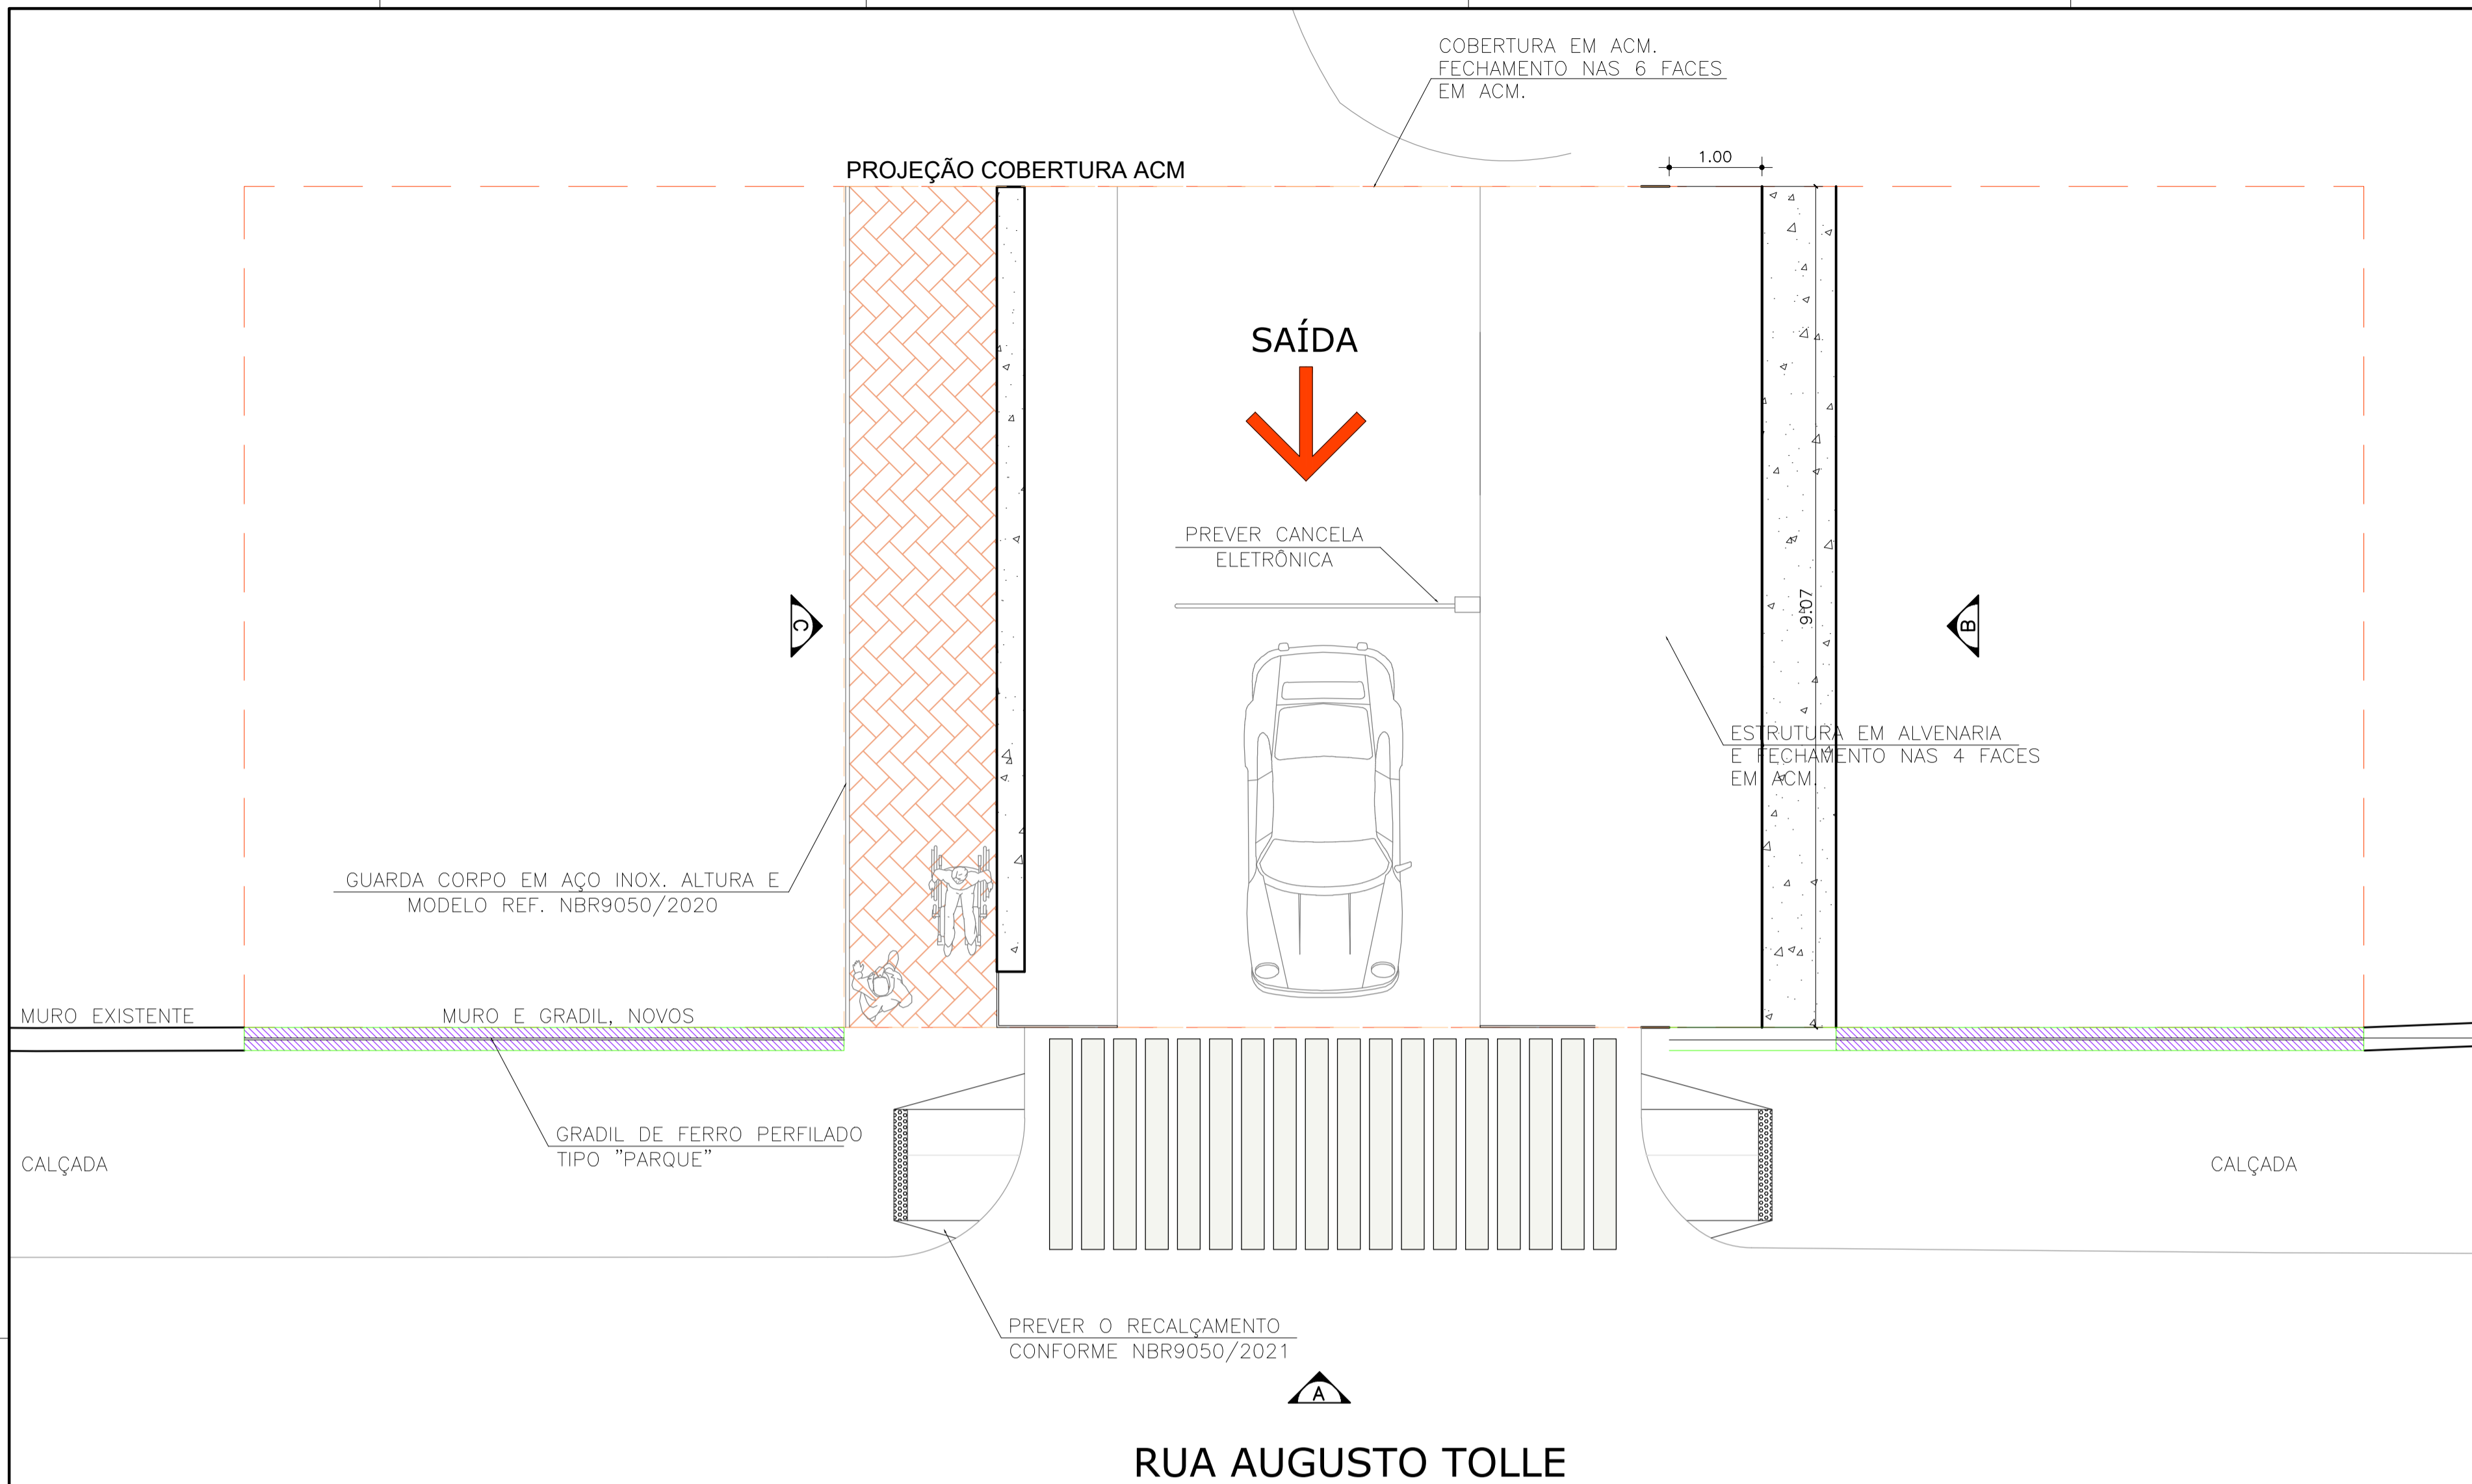 COBERTURA EM ACM.
FECHAMENTO NAS 6 FACES
EM ACM.
PROJEÇÃO COBERTURA ACM
1.00
SAÍDA
PREVER CANCELA
ELETRÔNICA
9.07
C
B
ESTRUTURA EM ALVENARIA
E FECHAMENTO NAS 4 FACES
EM ACM.
GUARDA CORPO EM AÇO INOX. ALTURA E
MODELO REF. NBR9050/2020
MURO EXISTENTE
MURO E GRADIL, NOVOS
GRADIL DE FERRO PERFILADO
TIPO "PARQUE"
CALÇADA
CALÇADA
PREVER O RECALÇAMENTO
CONFORME NBR9050/2021
A
RUA AUGUSTO TOLLE